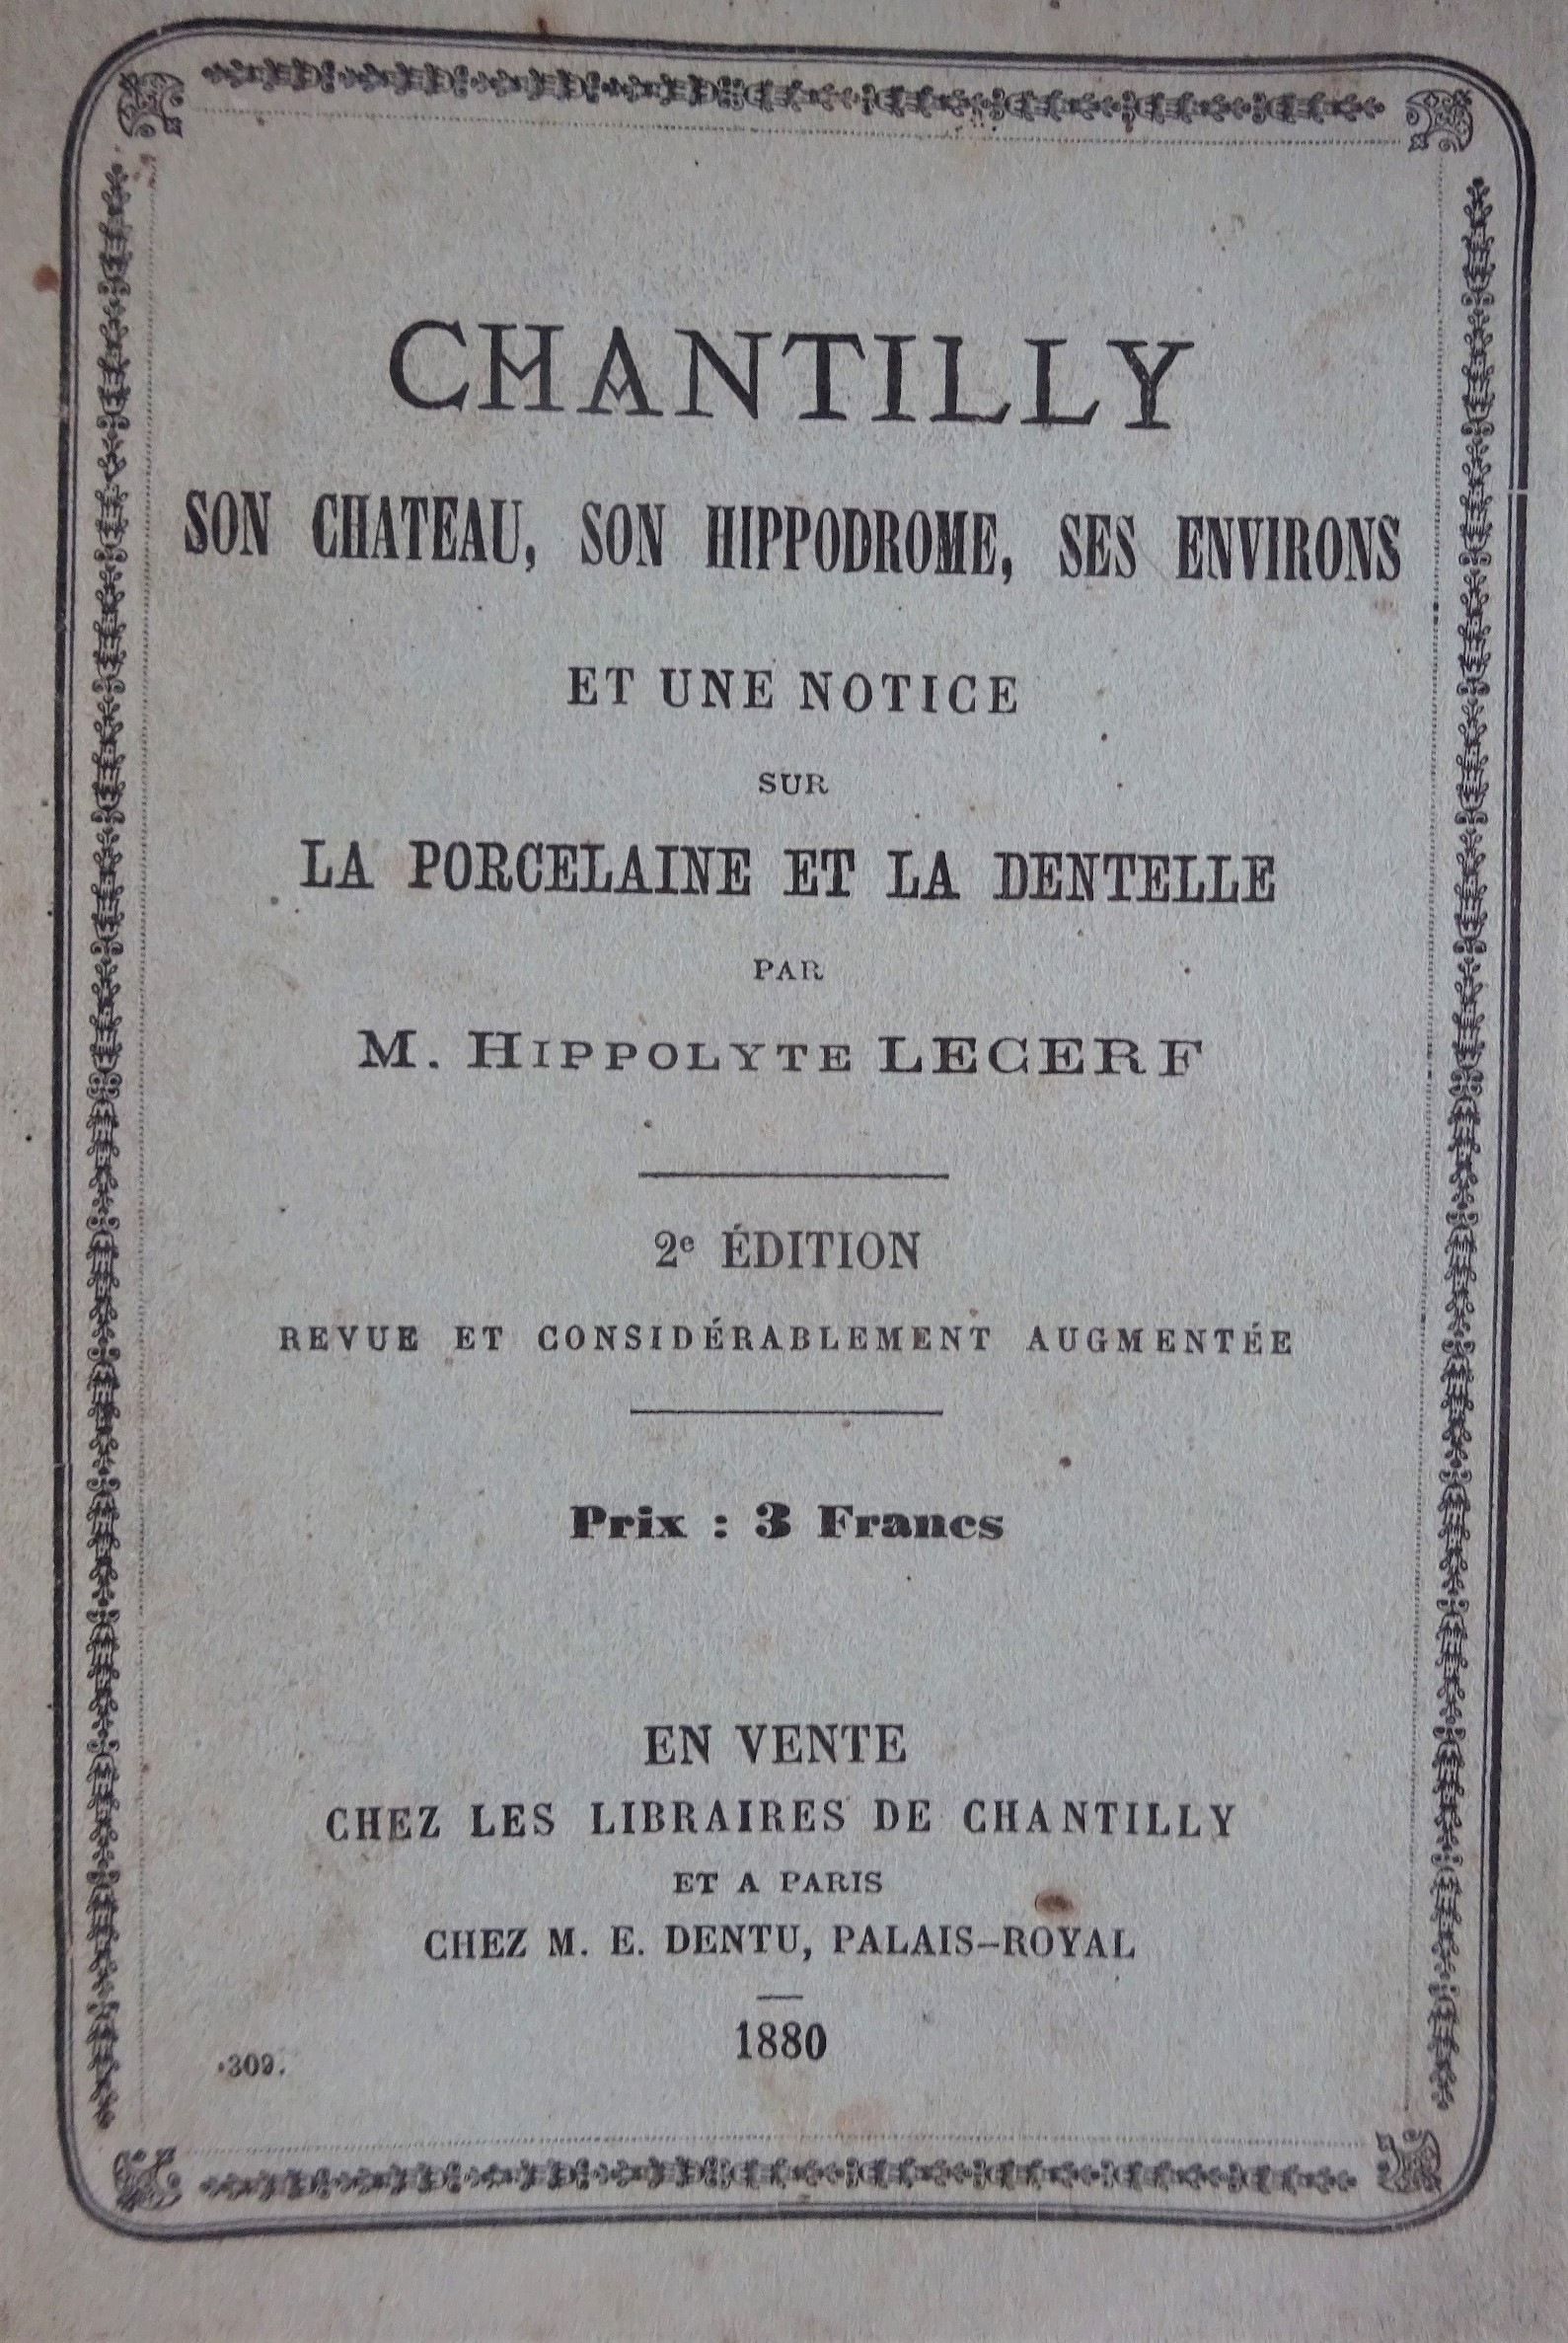 CHANTILLY
SON CHATEAU, SON HIPPODROME, SES ENVIRONS
ET UNE NOTICE
SUR
LA PORCELAINE ET LA DENTELLE
PAR
M. HIPPOLYTE LECERF
2e ÉDITION
REVUE ET CONSIDÉRABLEMENT AUGMENTÉE
Prix : 3 Francs
EN VENTE
CHEZ LES LIBRAIRES DE CHANTILLY
ET A PARIS
CHEZ M. E. DENTU, PALAIS-ROYAL
1880
309.